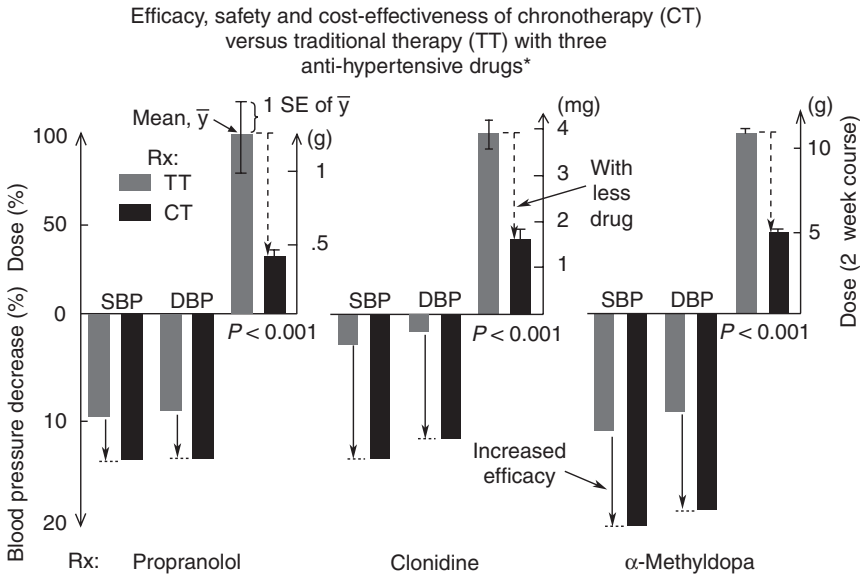 Efficacy, safety and cost-effectiveness of chronotherapy (CT)
versus traditional therapy (TT) with three
anti-hypertensive drugs*
Mean, y̅
1 SE of y̅
(g)
(mg)
(g)
Rx:
TT
CT
Dose (%)
100
50
0
1
.5
4
3
2
1
With
less
drug
10
5
Dose (2 week course)
SBP DBP
SBP DBP
SBP DBP
P < 0.001
P < 0.001
P < 0.001
Blood pressure decrease (%)
10
20
Increased
efficacy
Rx: Propranolol Clonidine α-Methyldopa